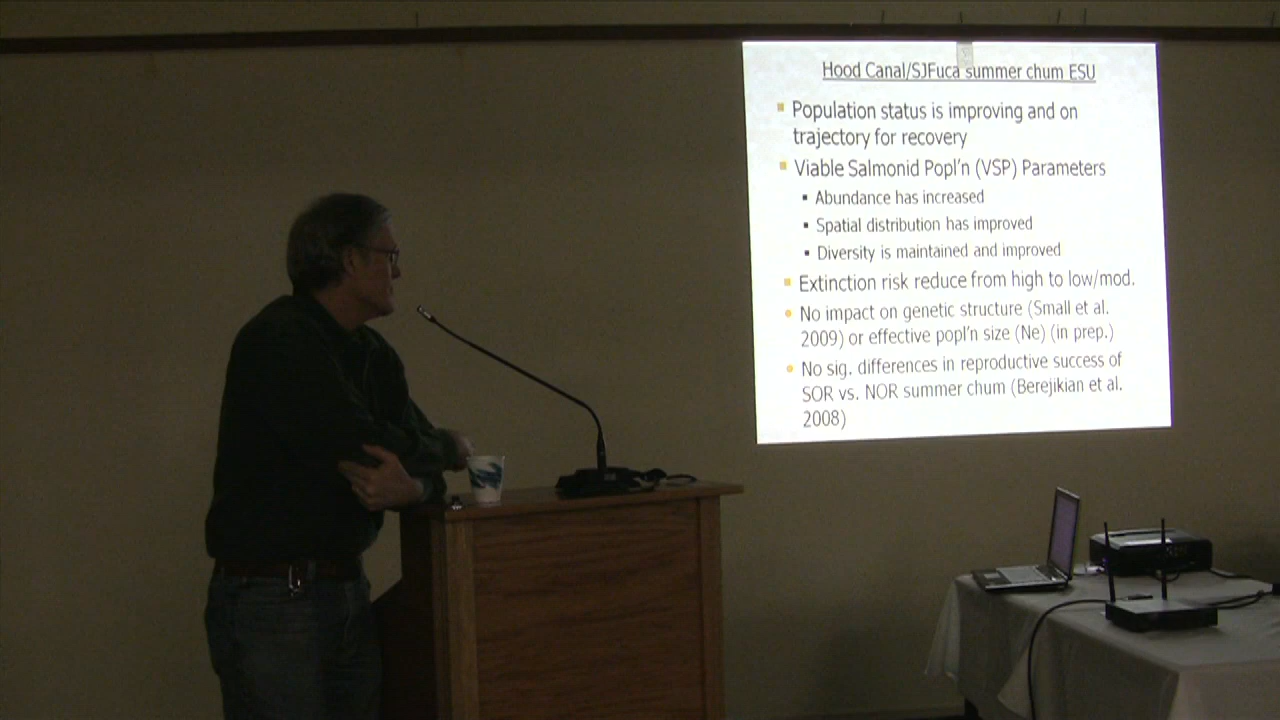 Hood Canal/SJFuca summer chum ESU
Population status is improving and on
trajectory for recovery
Viable Salmonid Popl'n (VSP) Parameters
Abundance has increased
Spatial distribution has improved
Diversity is maintained and improved
Extinction risk reduce from high to low/mod.
No impact on genetic structure (Small et al.
2009) or effective popl'n size (Ne) (in prep.)
No sig. differences in reproductive success of
SOR vs. NOR summer chum (Berejikian et al.
2008)